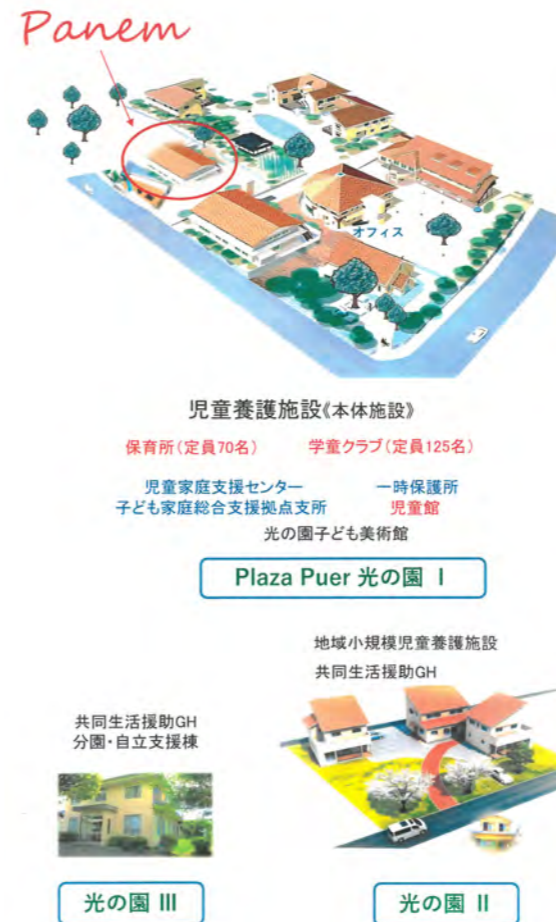 Panem
オフィス
児童養護施設《本体施設》
保育所(定員70名) 学童クラブ(定員125名)
児童家庭支援センター 一時保護所
子ども家庭総合支援拠点支所 児童館
光の園子ども美術館
Plaza Puer 光の園 Ⅰ
地域小規模児童養護施設
共同生活援助GH
共同生活援助GH
分園・自立支援棟
光の園 Ⅲ
光の園 Ⅱ